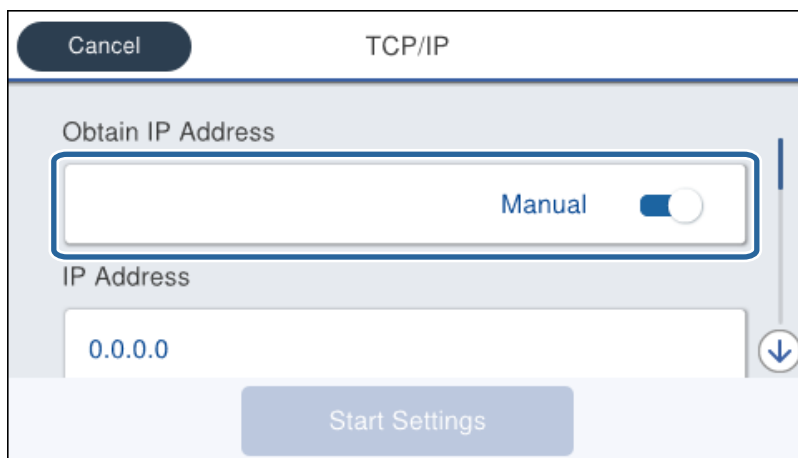 Cancel TCP/IP
Obtain IP Address
Manual
IP Address
0.0.0.0
Start Settings